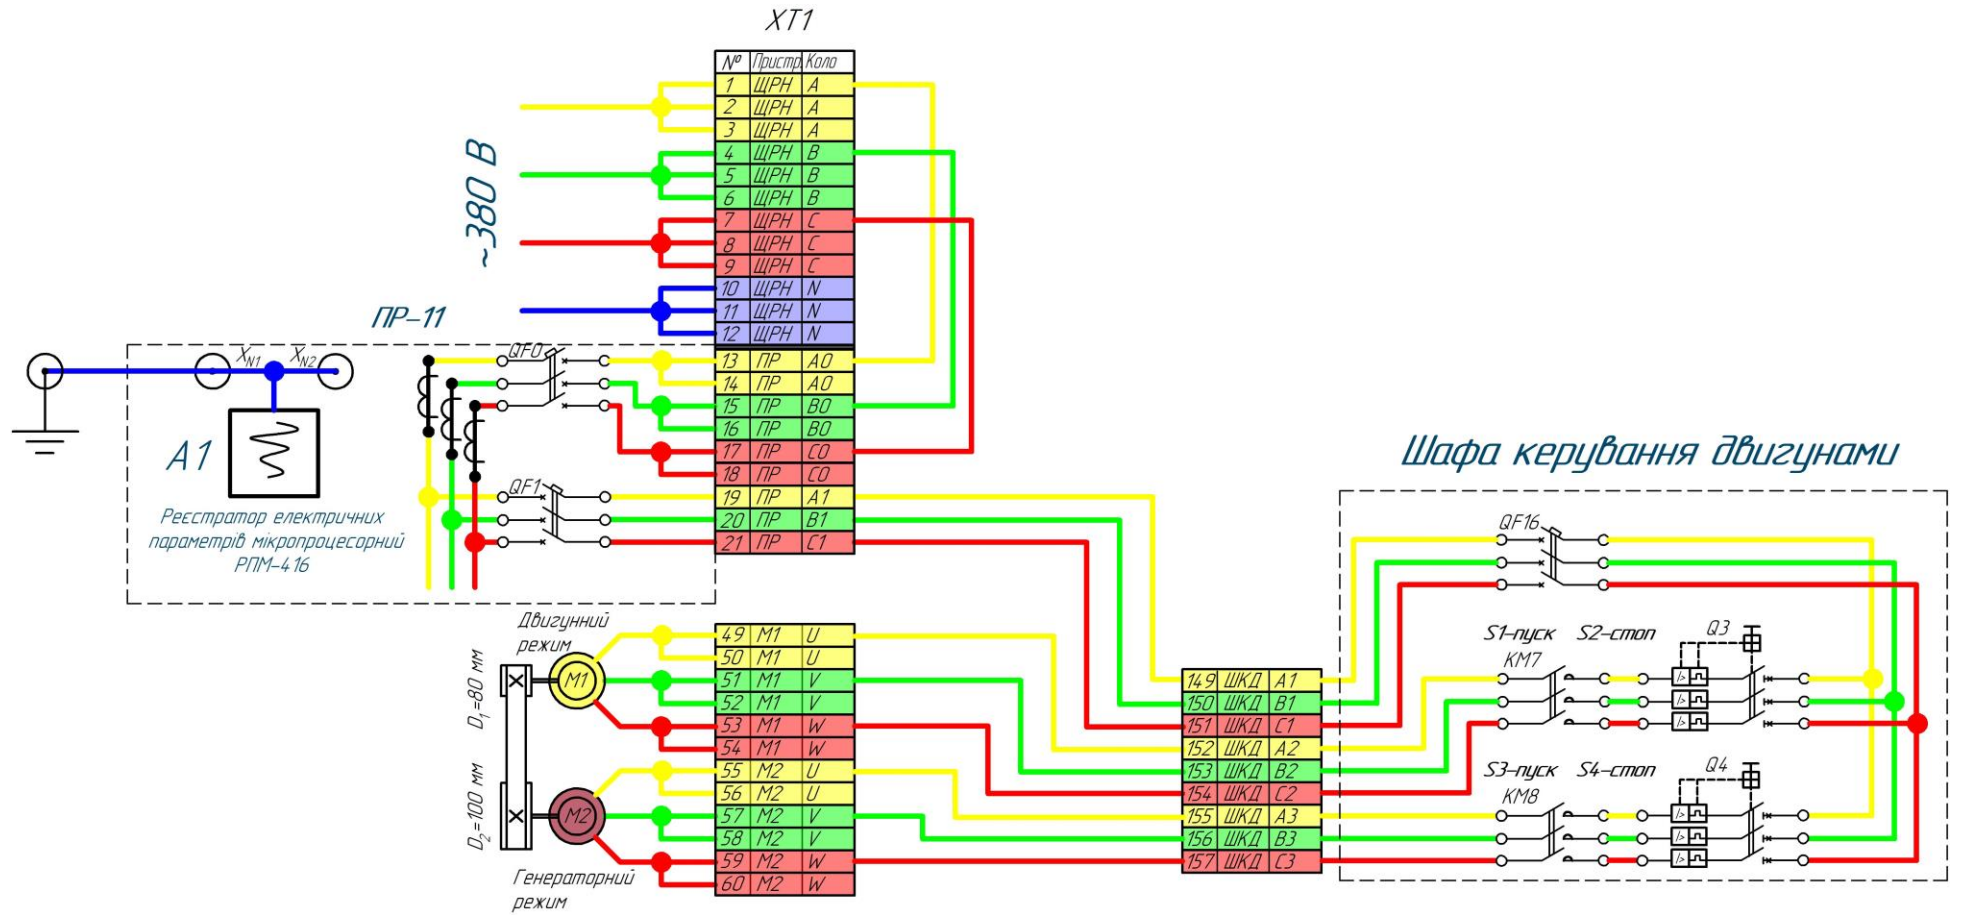 XT1
№ Пристр. Коло
1 ЩРН A
2 ЩРН A
3 ЩРН A
4 ЩРН B
5 ЩРН B
6 ЩРН B
7 ЩРН C
8 ЩРН C
9 ЩРН C
10 ЩРН N
11 ЩРН N
12 ЩРН N
13 ПР A0
14 ПР A0
15 ПР B0
16 ПР B0
17 ПР C0
18 ПР C0
19 ПР A1
20 ПР B1
21 ПР C1
~380 В
ПР-11
XN1 XN2
QF0
A1
QF1
Реєстратор електричних
параметрів мікропроцесорний
РПМ-416
Двигунний
режим
D1=80 мм
M1
D2=100 мм
M2
Генераторний
режим
49 M1 U
50 M1 U
51 M1 V
52 M1 V
53 M1 W
54 M1 W
55 M2 U
56 M2 U
57 M2 V
58 M2 V
59 M2 W
60 M2 W
149 ШКД A1
150 ШКД B1
151 ШКД C1
152 ШКД A2
153 ШКД B2
154 ШКД C2
155 ШКД A3
156 ШКД B3
157 ШКД C3
Шафа керування двигунами
QF16
S1-пуск S2-стоп Q3
KM7
I> I> I>
S3-пуск S4-стоп Q4
KM8
I> I> I>